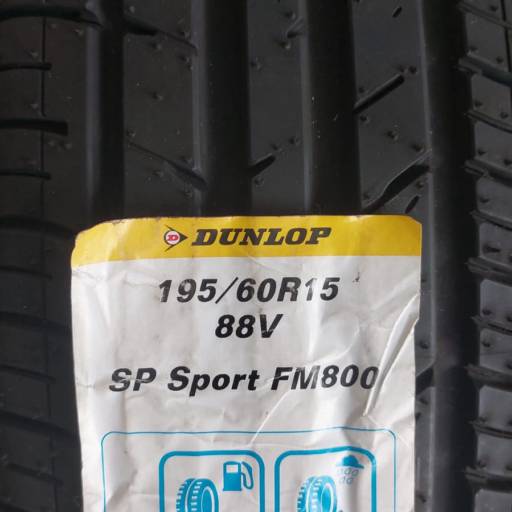 DUNLOP
195/60R15
88V
SP Sport FM800